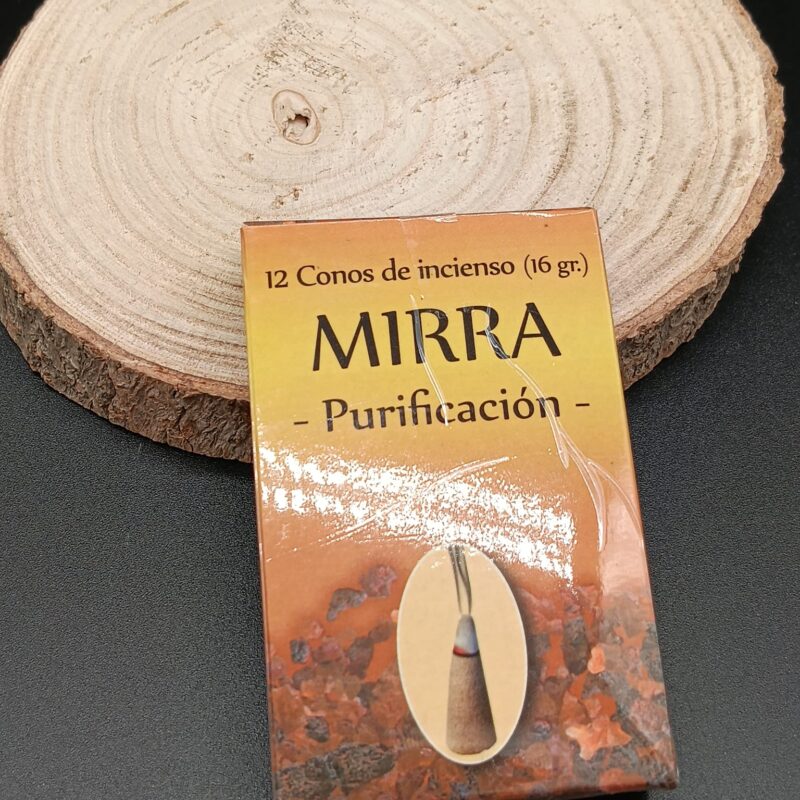 12 Conos de incienso (16 gr.)
MIRRA
- Purificación -